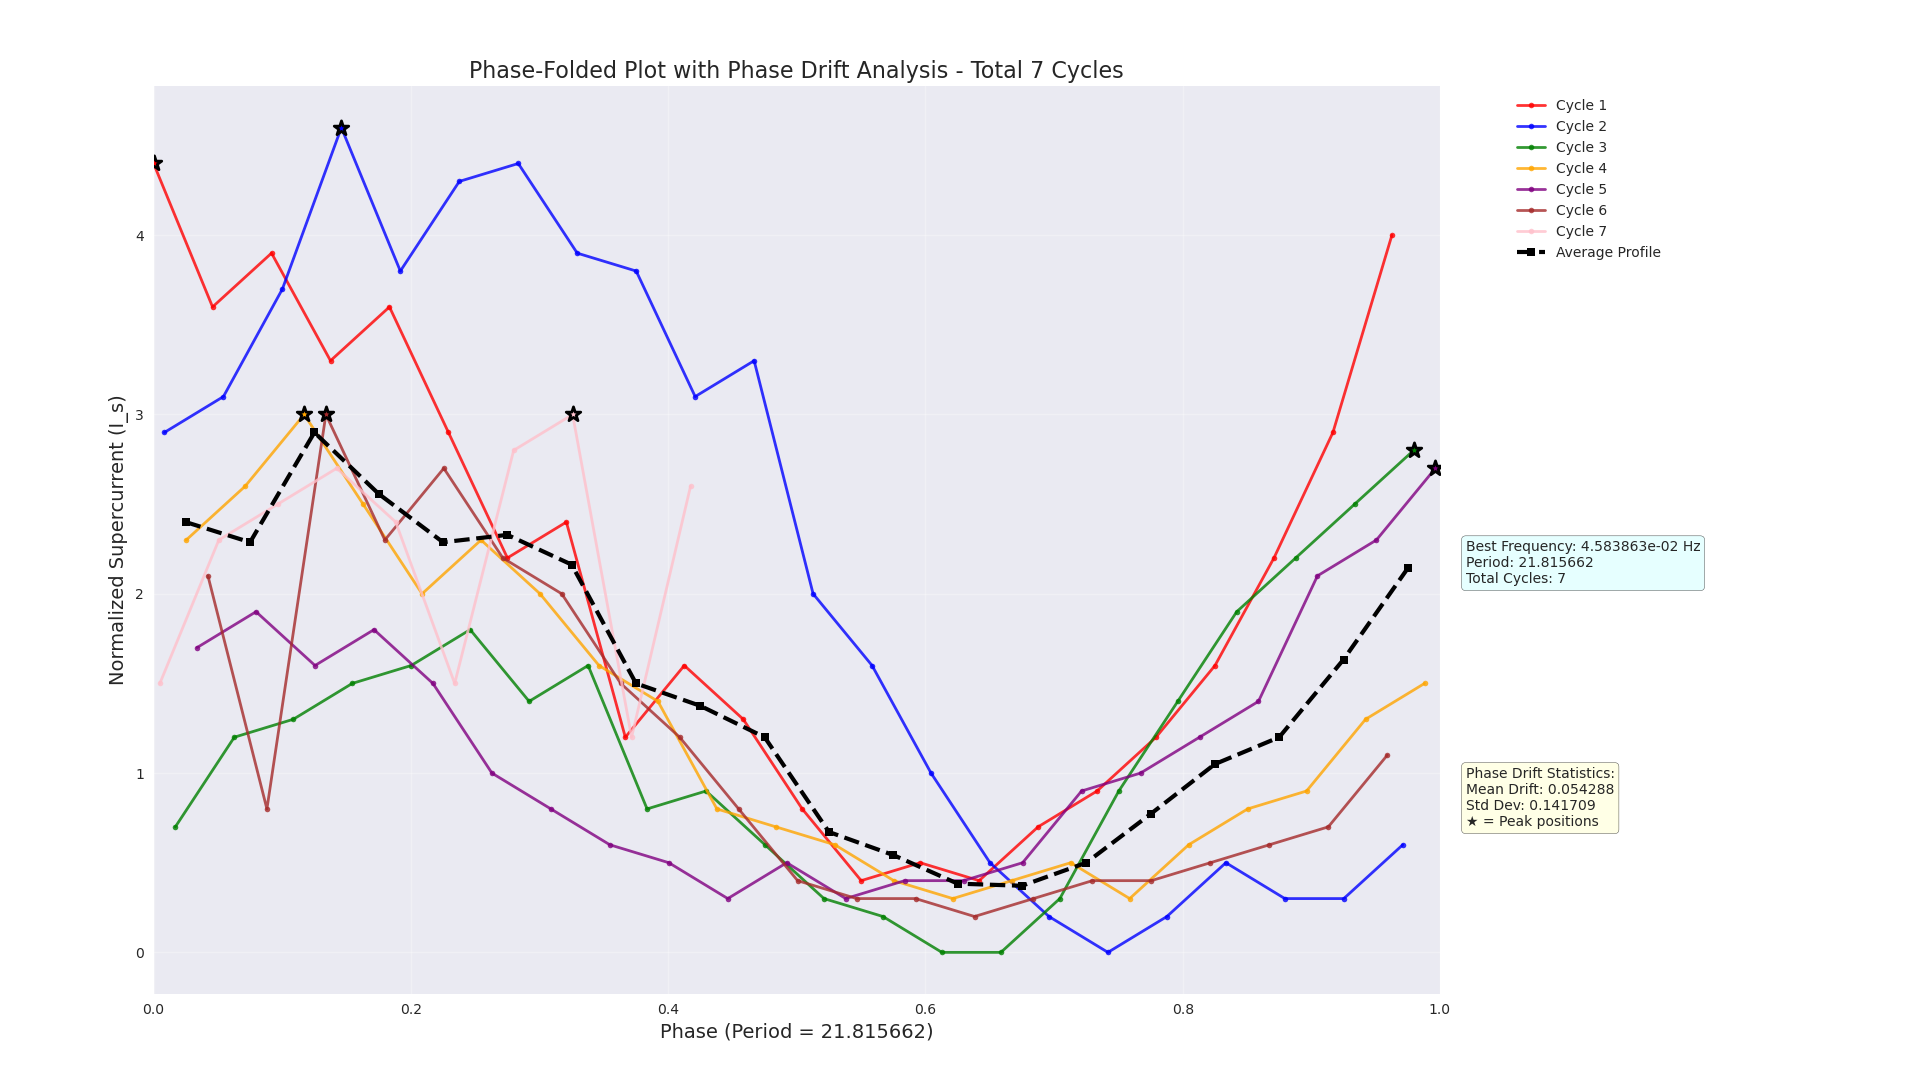 Phase-Folded Plot with Phase Drift Analysis - Total 7 Cycles
Normalized Supercurrent (I_s)
4
3
2
1
0
0.0
0.2
0.4
0.6
0.8
1.0
Phase (Period = 21.815662)
Cycle 1
Cycle 2
Cycle 3
Cycle 4
Cycle 5
Cycle 6
Cycle 7
Average Profile
Best Frequency: 4.583863e-02 Hz
Period: 21.815662
Total Cycles: 7
Phase Drift Statistics:
Mean Drift: 0.054288
Std Dev: 0.141709
★ = Peak positions